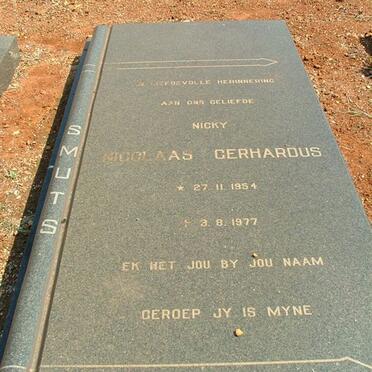 SMUTS
IN LIEFDEVOLLE HERINNERING
AAN ONS GELIEFDE
NICKY
NICOLAAS GERHARDUS
* 27. 11. 1954
† 3. 8. 1977
EK HET JOU BY JOU NAAM
GEROEP JY IS MYNE